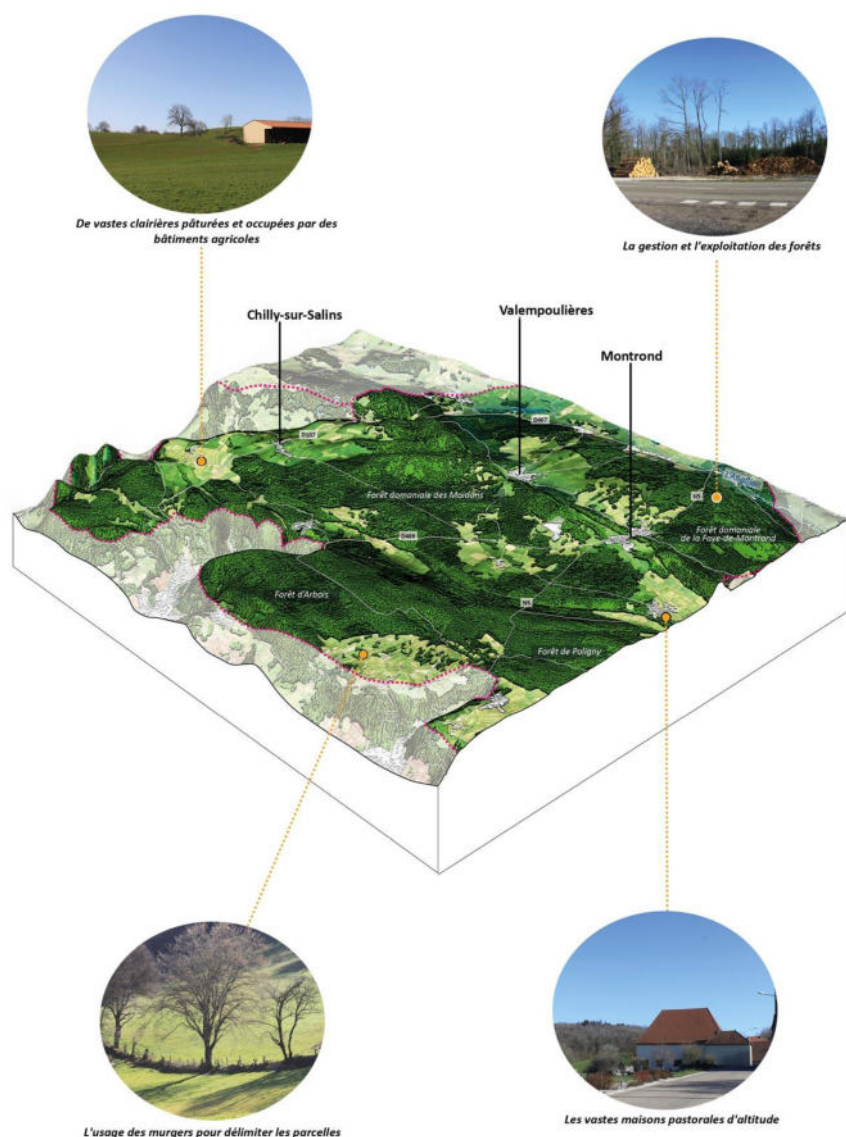 De vastes clairières pâturées et occupées par des
bâtiments agricoles
La gestion et l'exploitation des forêts
Chilly-sur-Salins
Valempoulières
Montrond
D467
N5
Forêt domaniale des Moidons
Forêt domaniale
de la Faye-de-Montrond
D469
Forêt d'Arbois
N5
Forêt de Poligny
L'usage des murgers pour délimiter les parcelles
Les vastes maisons pastorales d'altitude